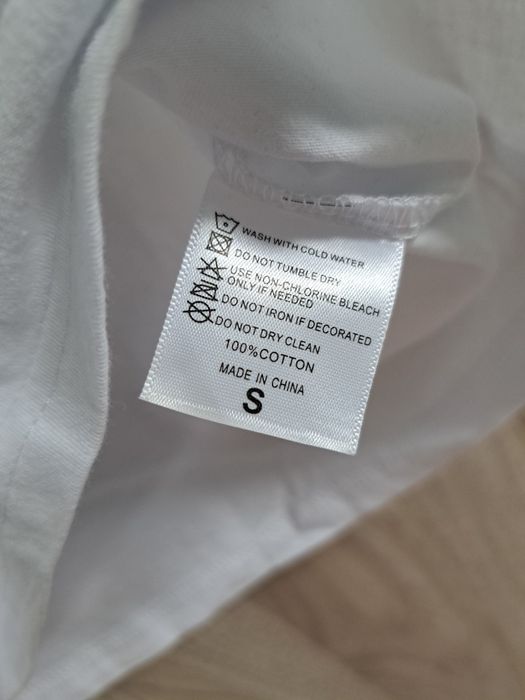 WASH WITH COLD WATER
DO NOT TUMBLE DRY
USE NON-CHLORINE BLEACH
ONLY IF NEEDED
DO NOT IRON IF DECORATED
DO NOT DRY CLEAN
100%COTTON
MADE IN CHINA
S